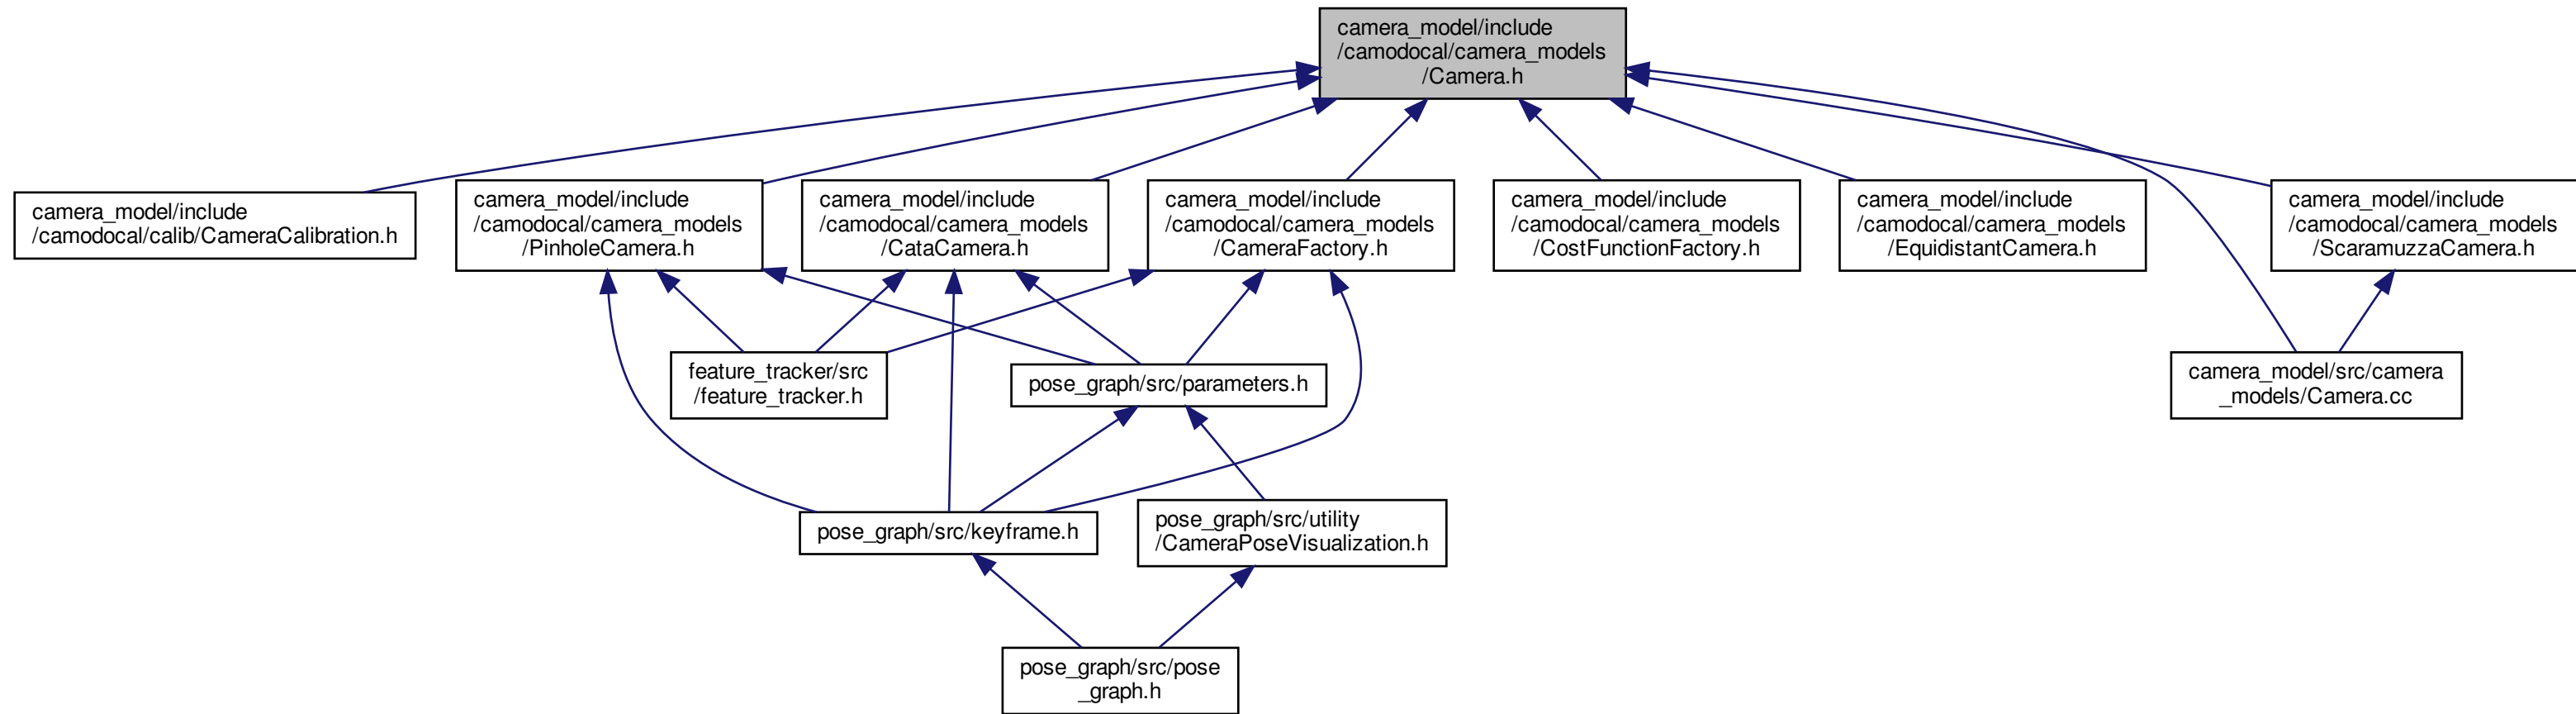 camera_model/include
/camodocal/camera_models
/Camera.h
camera_model/include
/camodocal/calib/CameraCalibration.h
camera_model/include
/camodocal/camera_models
/PinholeCamera.h
camera_model/include
/camodocal/camera_models
/CataCamera.h
camera_model/include
/camodocal/camera_models
/CameraFactory.h
camera_model/include
/camodocal/camera_models
/CostFunctionFactory.h
camera_model/include
/camodocal/camera_models
/EquidistantCamera.h
camera_model/include
/camodocal/camera_models
/ScaramuzzaCamera.h
feature_tracker/src
/feature_tracker.h
pose_graph/src/parameters.h
camera_model/src/camera
_models/Camera.cc
pose_graph/src/keyframe.h
pose_graph/src/utility
/CameraPoseVisualization.h
pose_graph/src/pose
_graph.h